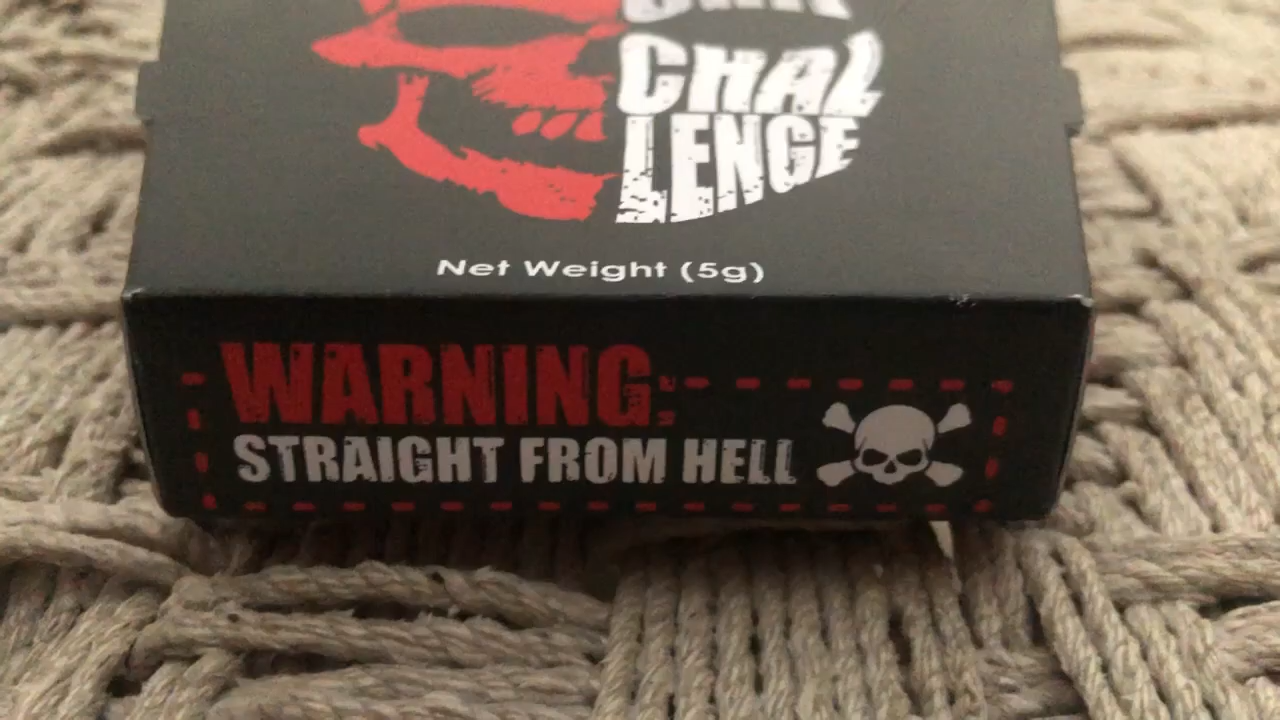 CHAL
LENGE
Net Weight (5g)
WARNING:
STRAIGHT FROM HELL